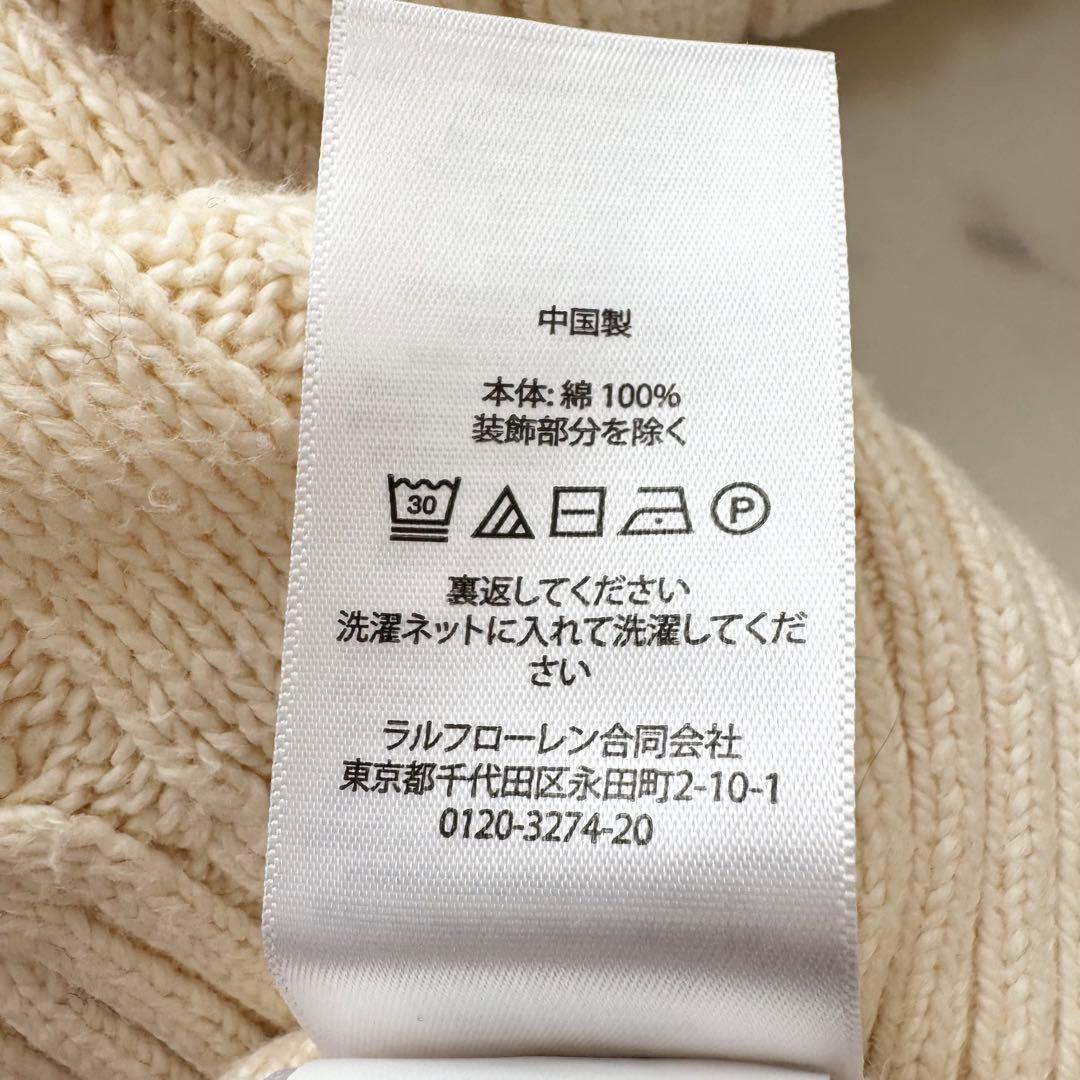 中国製
本体: 綿 100%
装飾部分を除く
30
P
裏返してください
洗濯ネットに入れて洗濯してくだ
さい
ラルフローレン合同会社
東京都千代田区永田町2-10-1
0120-3274-20